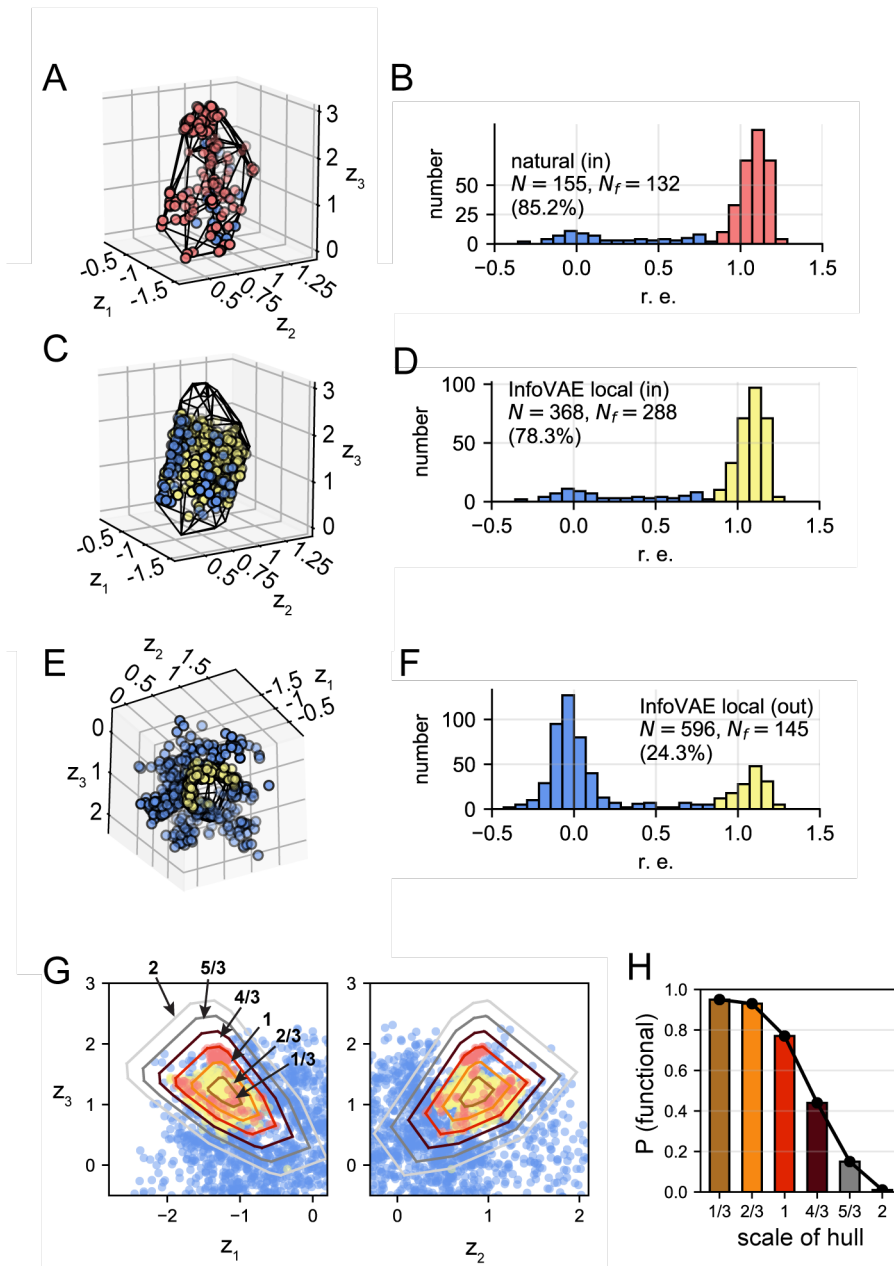 A
3
2
z3
1
0
-0.5
-1
-1.5
z1
0.5
0.75
1
1.25
z2
B
number
50
25
0
natural (in)
N = 155, Nf = 132
(85.2%)
−0.5 0.0 0.5 1.0 1.5
r. e.
C
3
2
z3
1
0
-0.5
-1
-1.5
z1
0.5
0.75
1
1.25
z2
D
number
100
50
0
InfoVAE local (in)
N = 368, Nf = 288
(78.3%)
−0.5 0.0 0.5 1.0 1.5
r. e.
E
z2
0
0.5
1
1.5
z1
-1.5
-1
-0.5
0
z3 1
2
F
number
100
50
0
InfoVAE local (out)
N = 596, Nf = 145
(24.3%)
−0.5 0.0 0.5 1.0 1.5
r. e.
G
3
2
z3
1
0
2
5/3
4/3
1
2/3
1/3
−2 −1 0
z1
3
2
1
0
0 1 2
z2
H
P (functional)
1.0
0.8
0.6
0.4
0.2
0.0
1/3 2/3 1 4/3 5/3 2
scale of hull